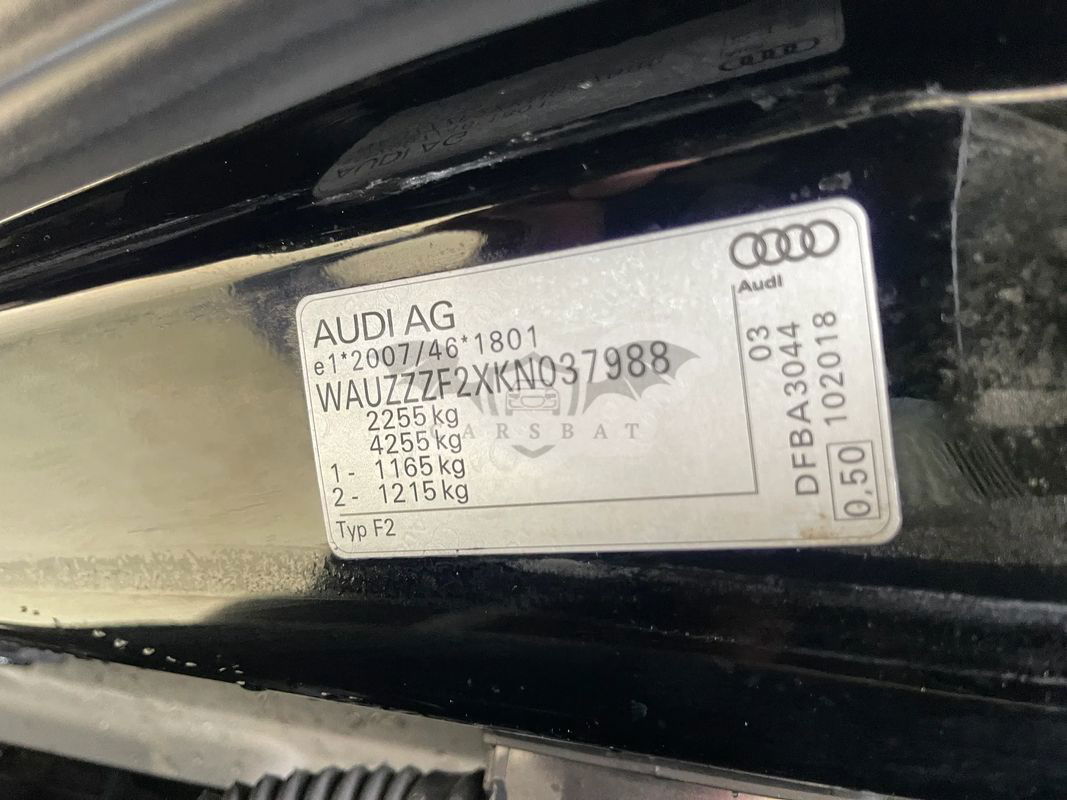 AUDI AG
e1*2007/46*1801
WAUZZZF2XKN037988
2255 kg
4255 kg
1 - 1165 kg
2 - 1215 kg
Typ F2
Audi
03
DFBA3044
0,50 102018
CARSBAT